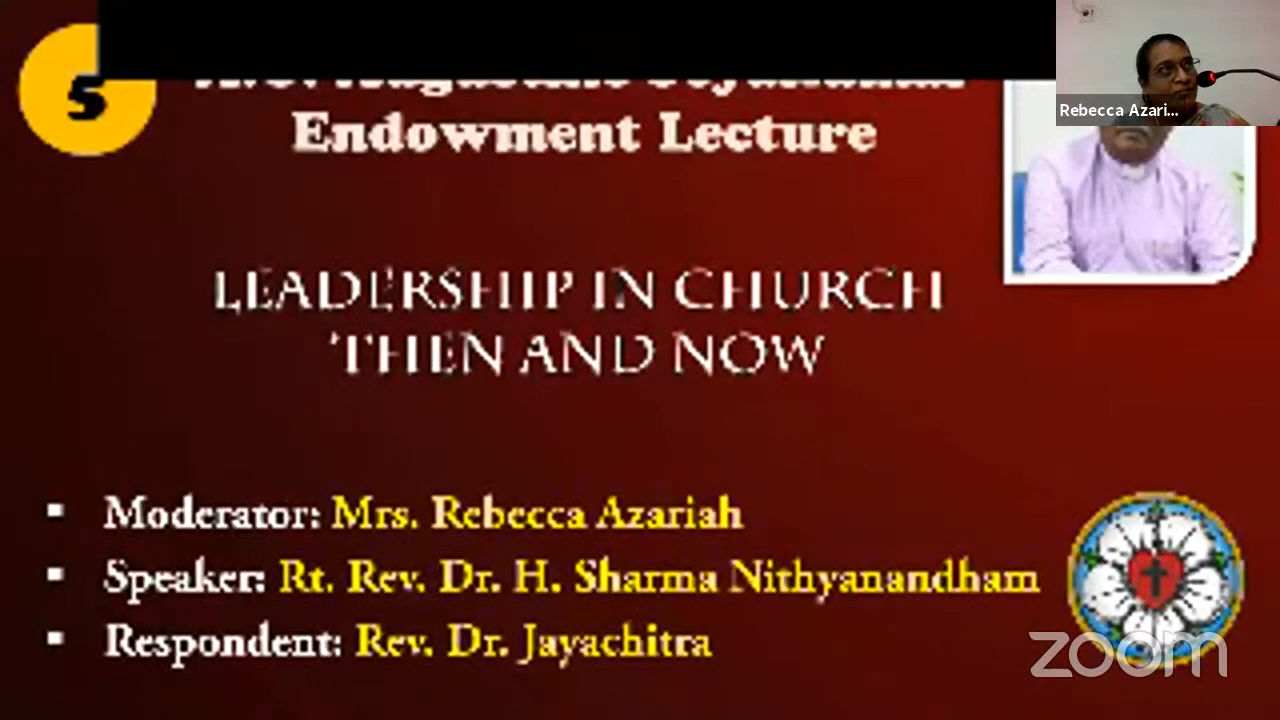 5
Rebecca Azari...
Endowment Lecture
LEADERSHIP IN CHURCH
THEN AND NOW
▪ Moderator: Mrs. Rebecca Azariah
▪ Speaker: Rt. Rev. Dr. H. Sharma Nithyanandham
▪ Respondent: Rev. Dr. Jayachitra
zoom